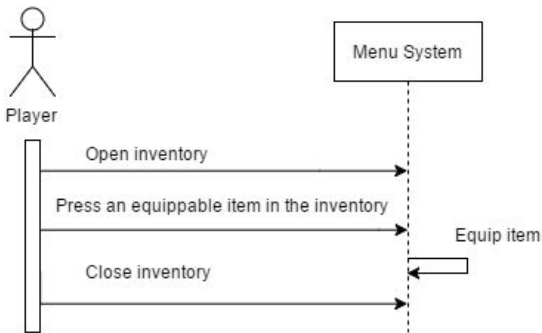 Menu System
Player
Open inventory
Press an equippable item in the inventory
Equip item
Close inventory